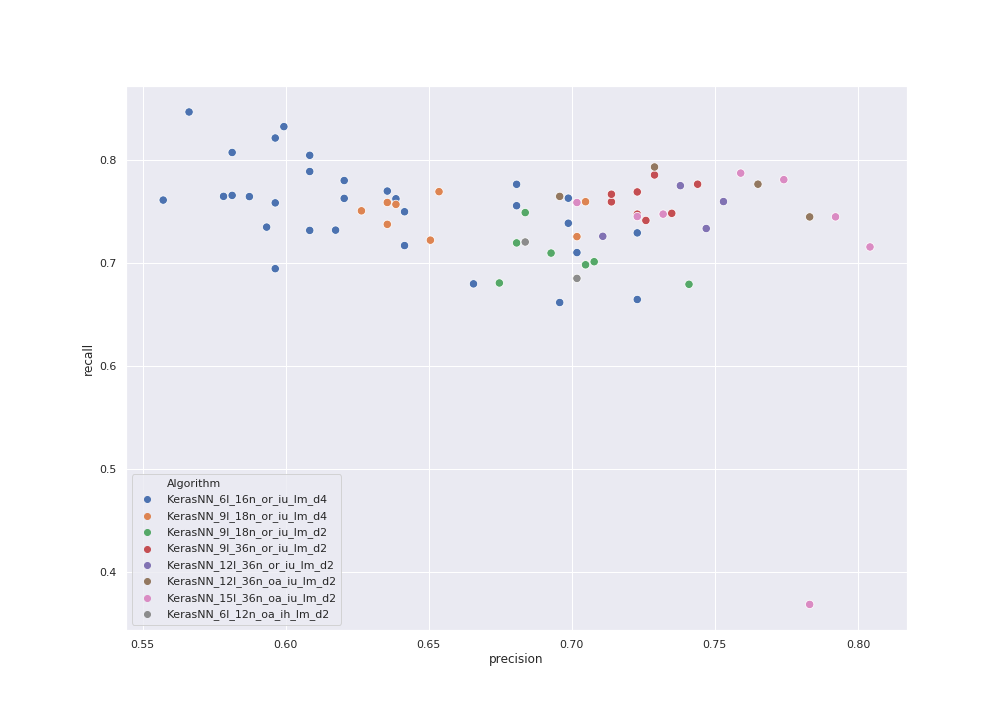 0.8
0.7
0.6
0.5
0.4
recall
Algorithm
KerasNN_6l_16n_or_iu_lm_d4
KerasNN_9l_18n_or_iu_lm_d4
KerasNN_9l_18n_or_iu_lm_d2
KerasNN_9l_36n_or_iu_lm_d2
KerasNN_12l_36n_or_iu_lm_d2
KerasNN_12l_36n_oa_iu_lm_d2
KerasNN_15l_36n_oa_iu_lm_d2
KerasNN_6l_12n_oa_ih_lm_d2
0.55 0.60 0.65 0.70 0.75 0.80
precision